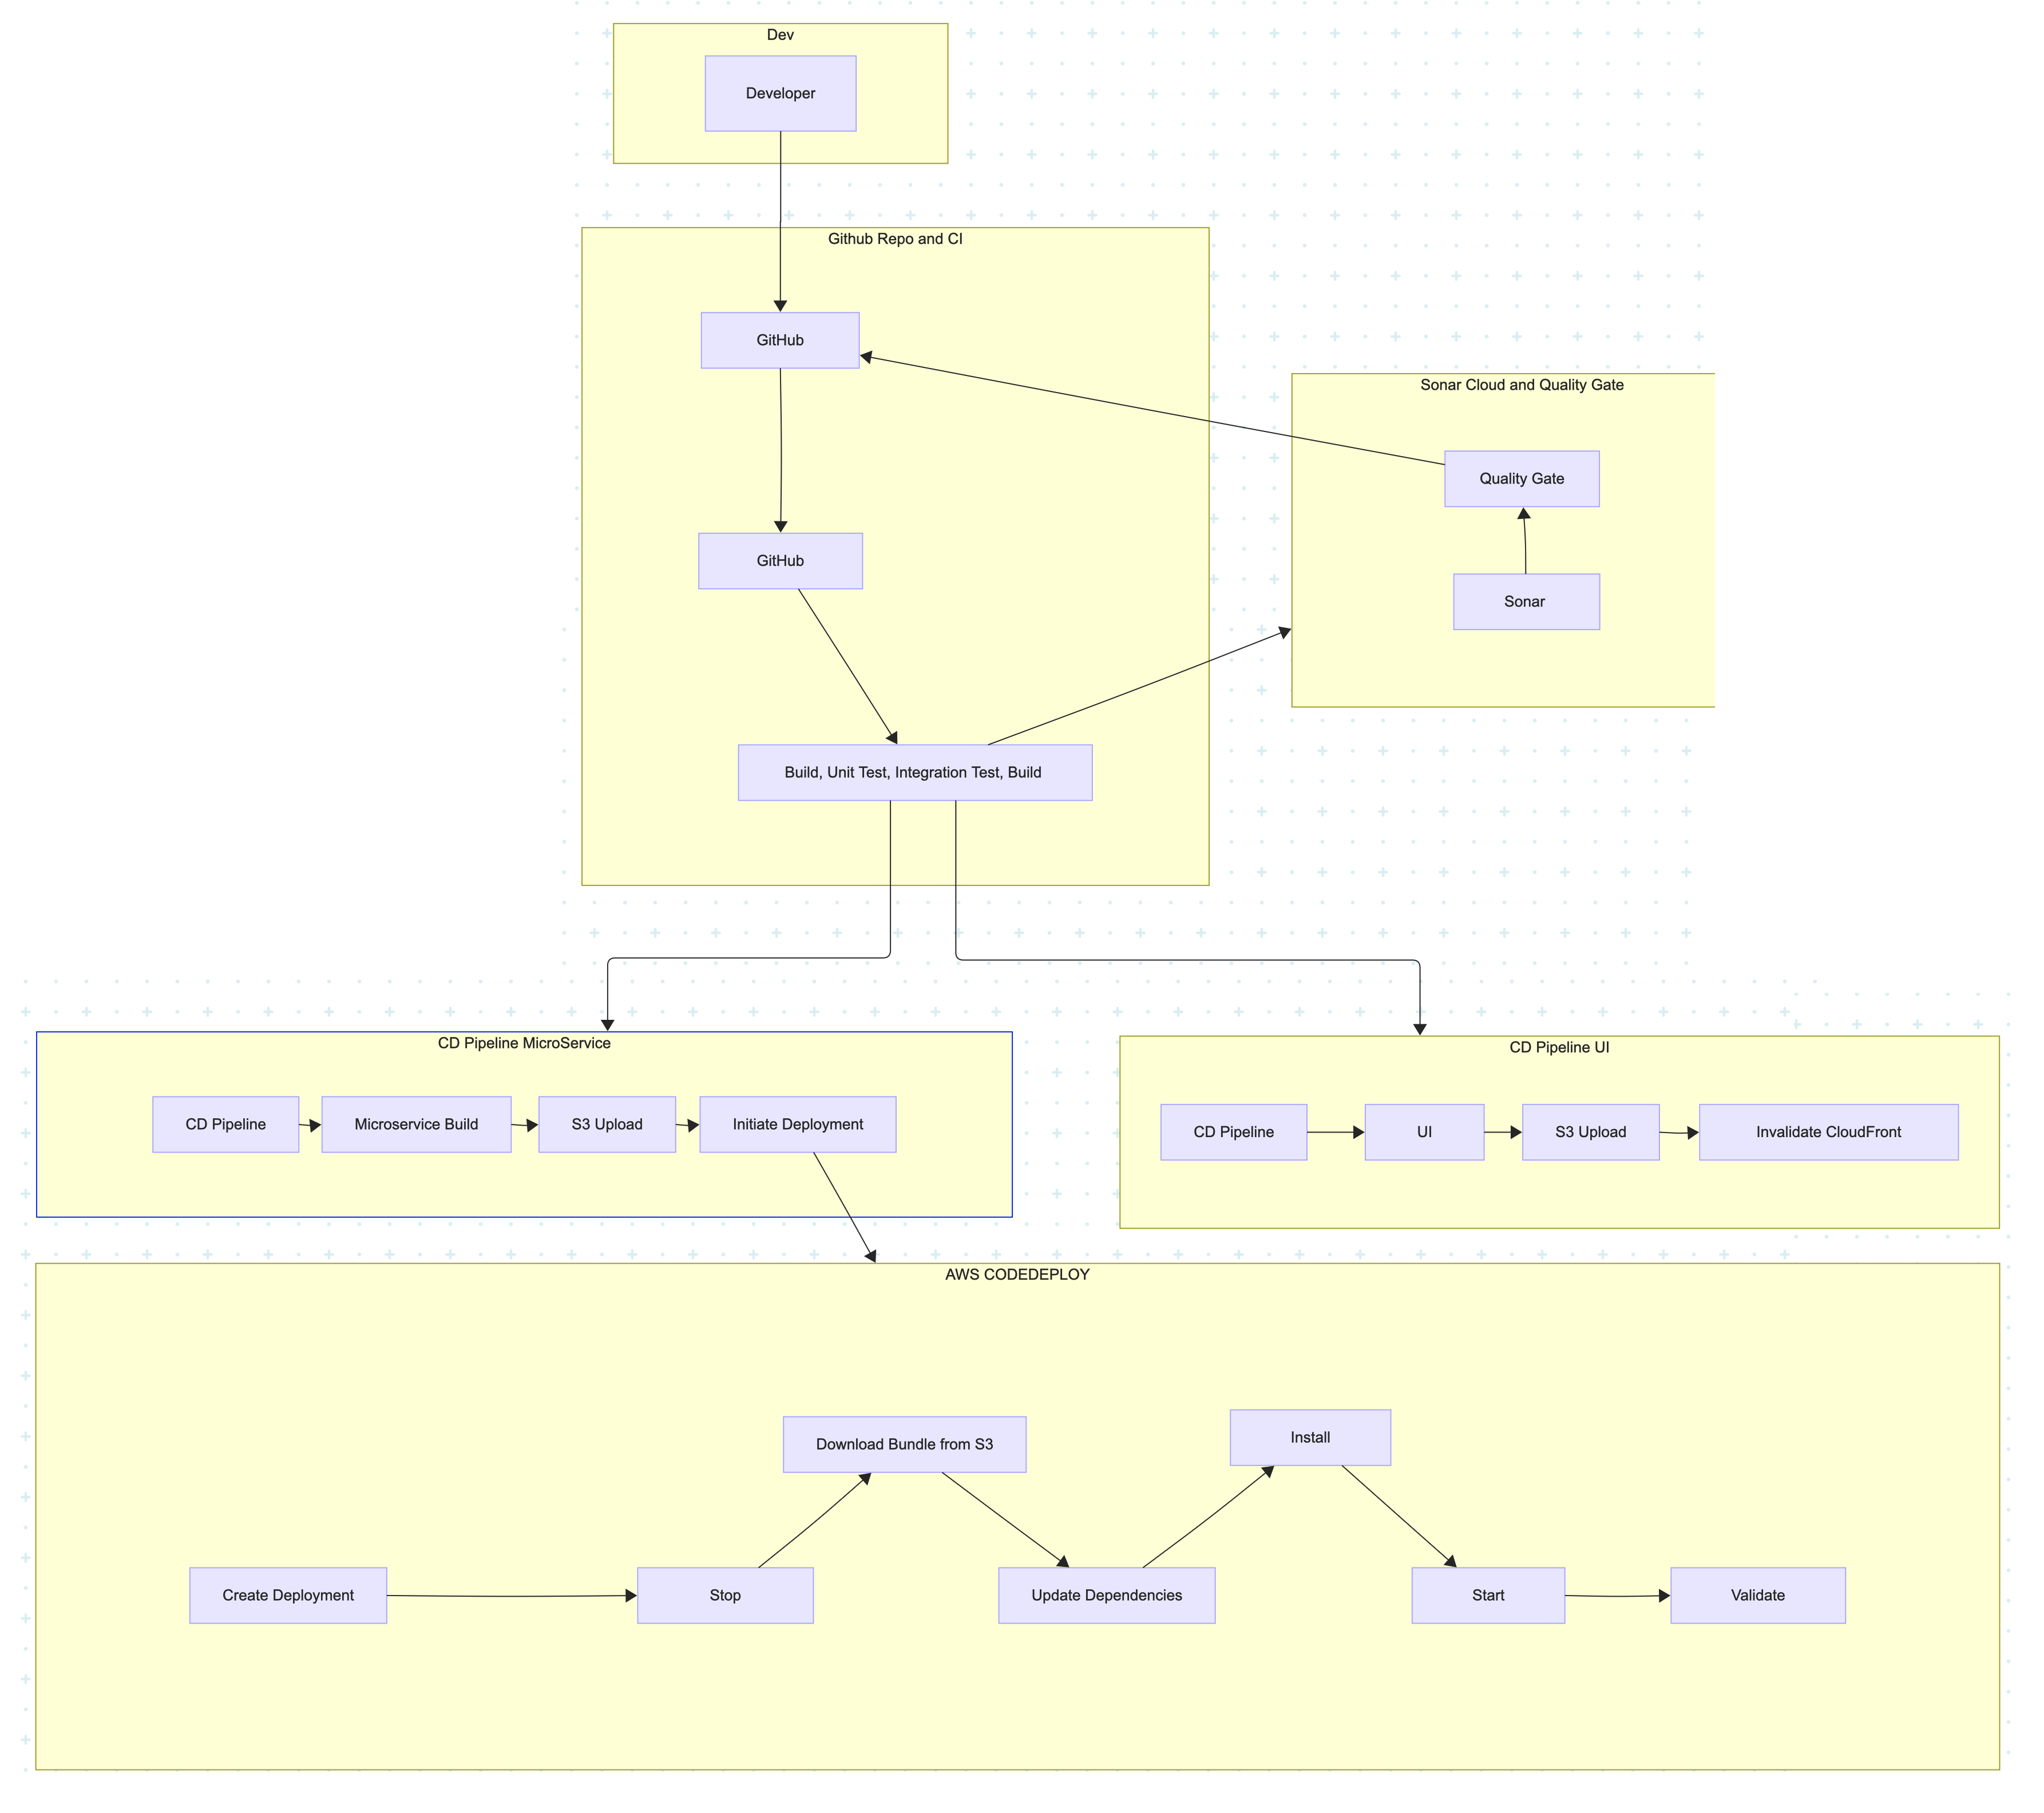 Dev
Developer
Github Repo and CI
GitHub
Sonar Cloud and Quality Gate
Quality Gate
GitHub
Sonar
Build, Unit Test, Integration Test, Build
CD Pipeline MicroService
CD Pipeline
Microservice Build
S3 Upload
Initiate Deployment
CD Pipeline UI
CD Pipeline
UI
S3 Upload
Invalidate CloudFront
AWS CODEDEPLOY
Download Bundle from S3
Install
Create Deployment
Stop
Update Dependencies
Start
Validate